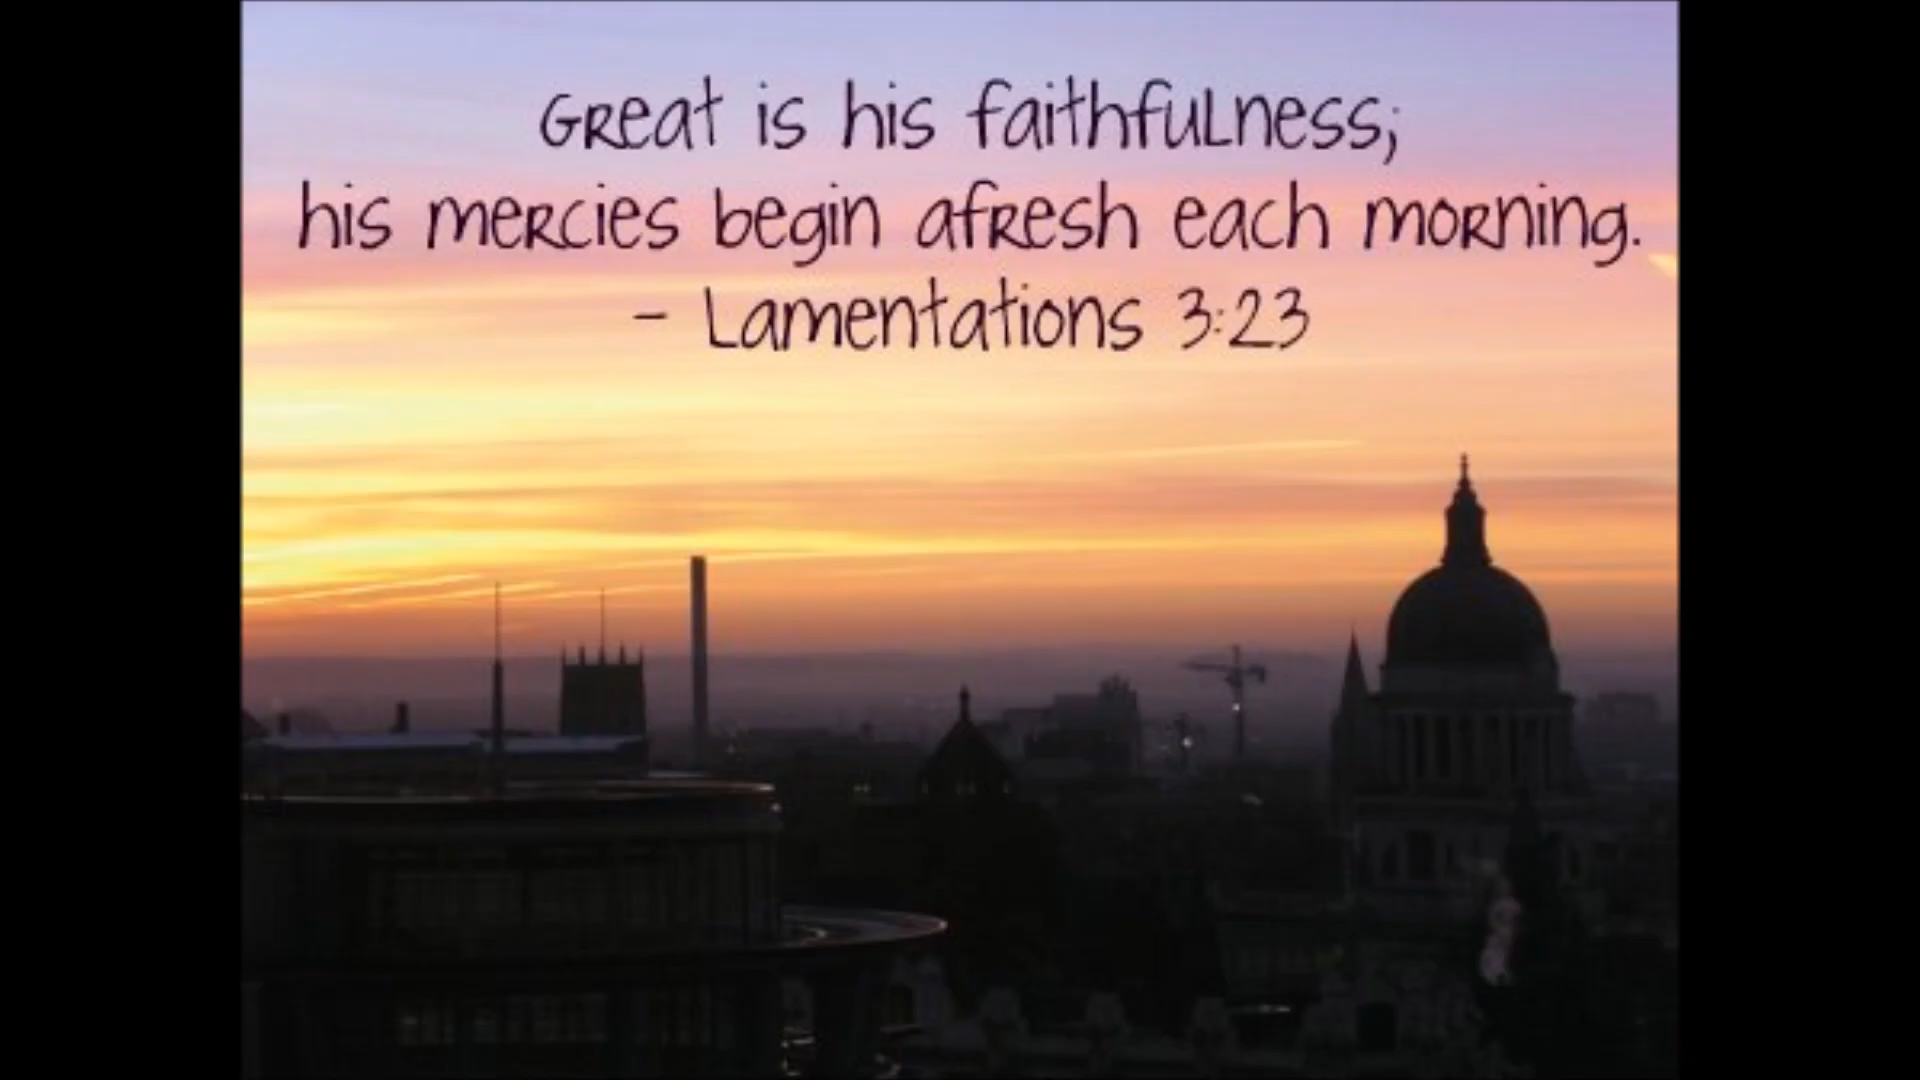 Great is his faithfulness;
his mercies begin afresh each morning.
- Lamentations 3:23